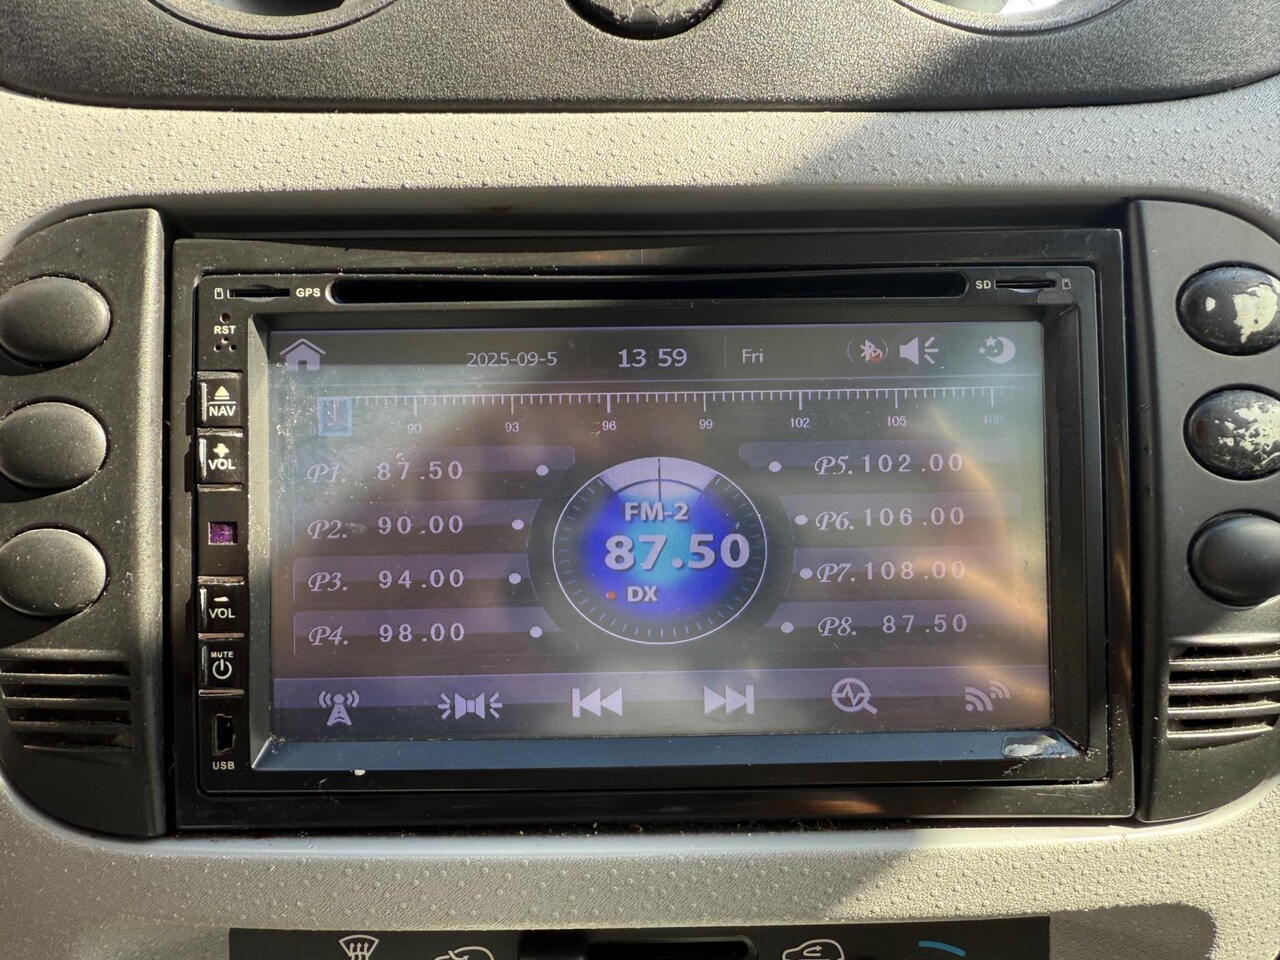 GPS
SD
RST
NAV
VOL
VOL
MUTE
USB
2025-09-5 13 59 Fri
90 93 96 99 102 105 108
P1. 87.50
P2. 90.00
P3. 94.00
P4. 98.00
FM-2
87.50
DX
P5. 102.00
P6. 106.00
P7. 108.00
P8. 87.50